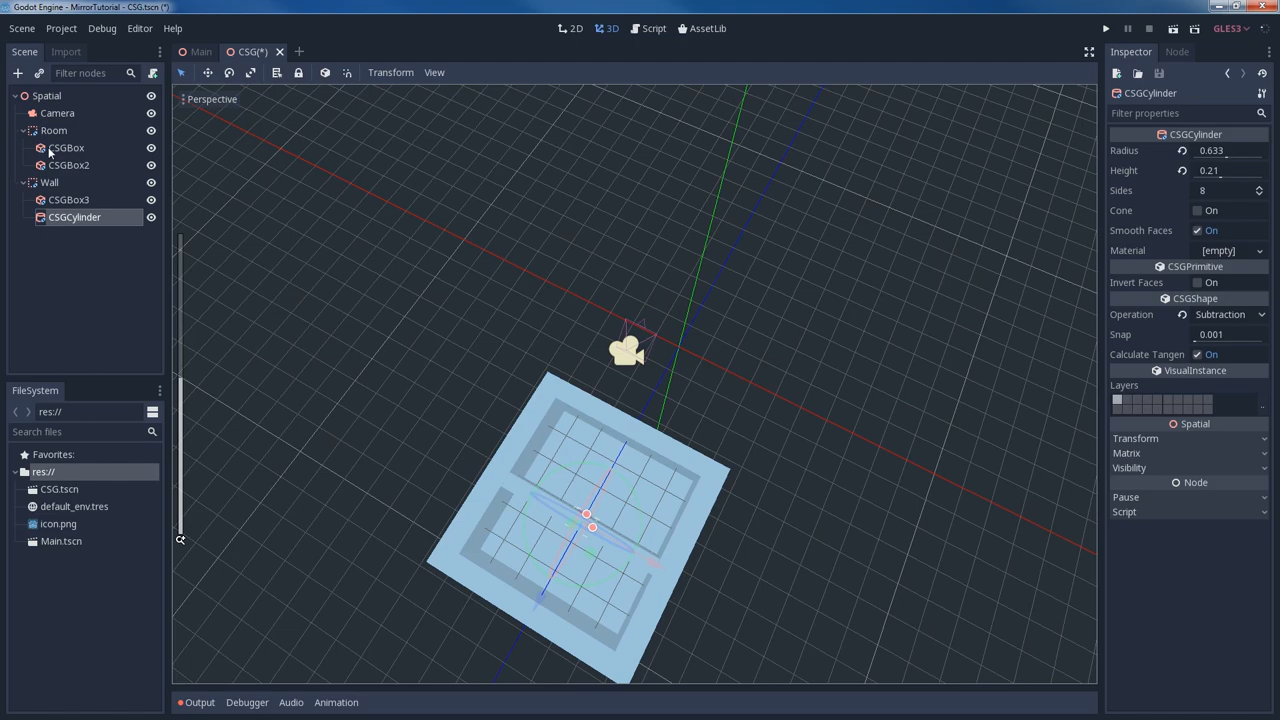 Godot Engine - MirrorTutorial - CSG.tscn (*)
Scene Project Debug Editor Help
2D 3D Script AssetLib
GLES3
Scene Import
Main CSG(*)
Inspector Node
Filter nodes
Transform View
CSGCylinder
Filter properties
Perspective
Spatial
Camera
Room
CSGBox
CSGBox2
Wall
CSGBox3
CSGCylinder
CSGCylinder
Radius 0.633
Height 0.21
Sides 8
Cone On
Smooth Faces On
Material [empty]
CSGPrimitive
Invert Faces On
CSGShape
Operation Subtraction
Snap 0.001
Calculate Tangen On
VisualInstance
Layers
Spatial
Transform
Matrix
Visibility
Node
Pause
Script
FileSystem
res://
Search files
Favorites:
res://
CSG.tscn
default_env.tres
icon.png
Main.tscn
Output Debugger Audio Animation